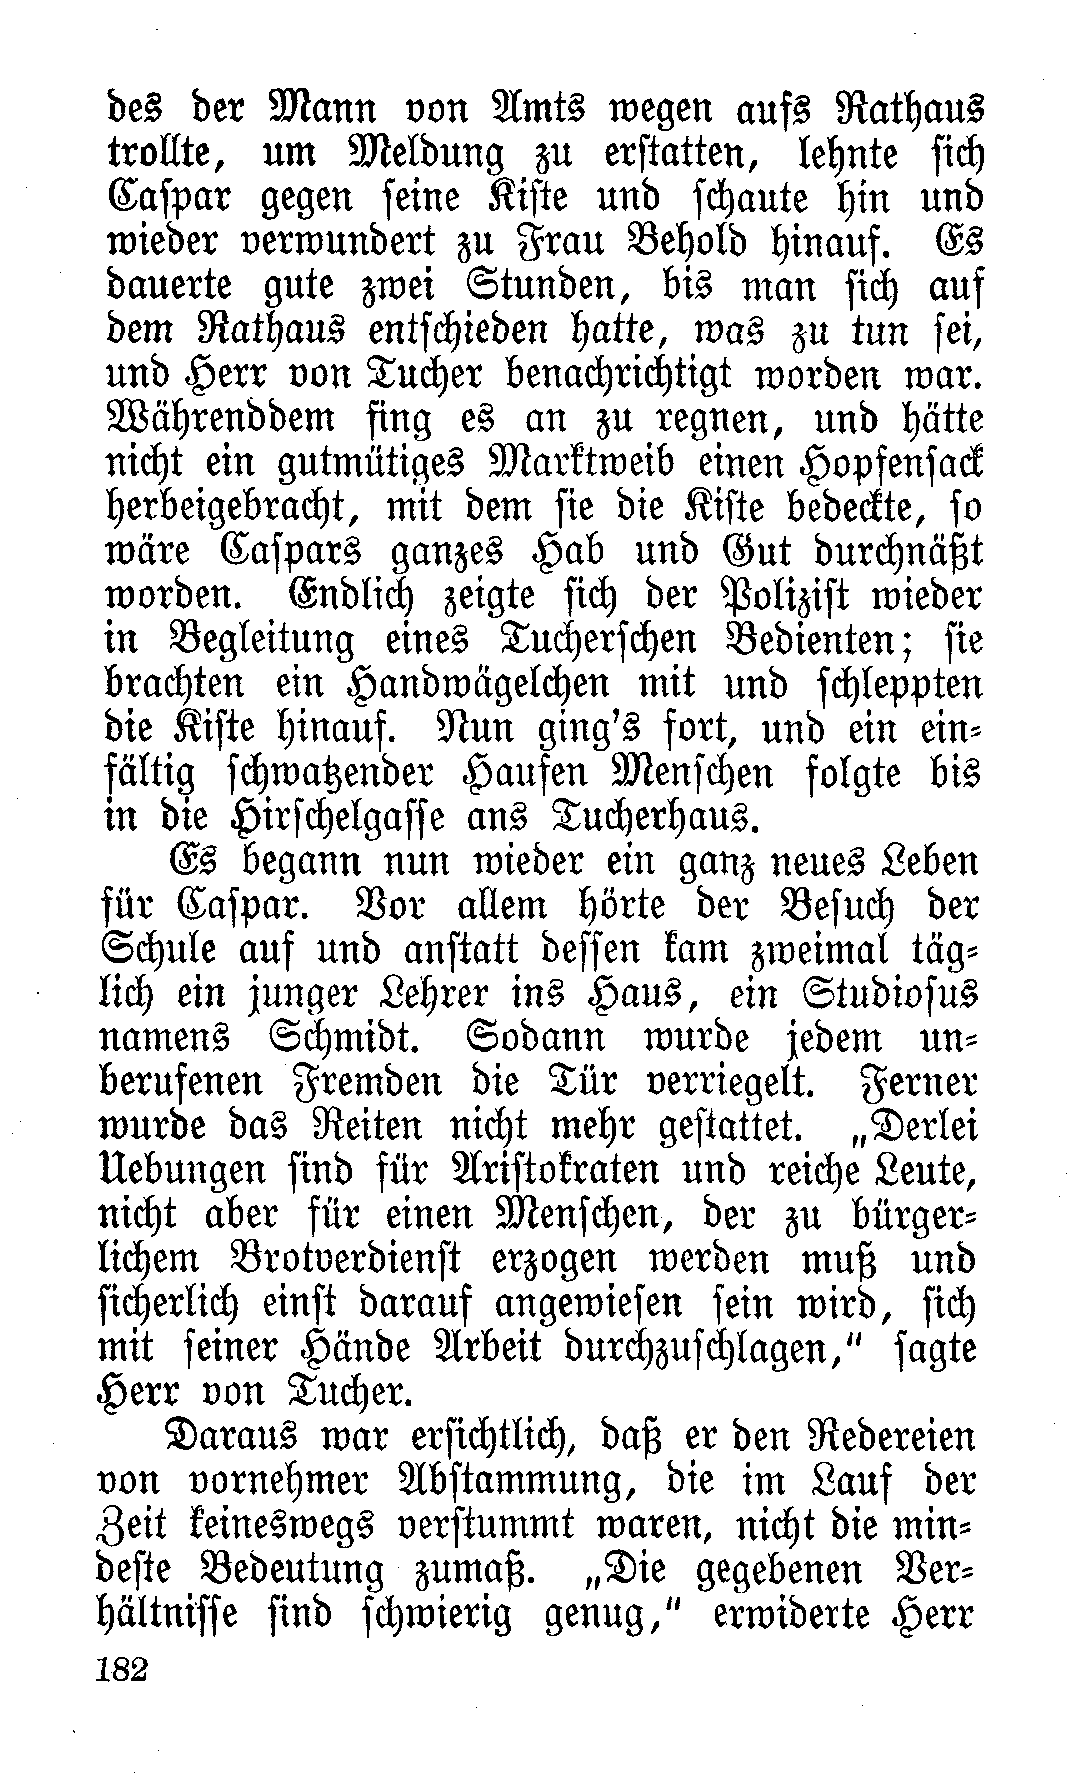 des der Mann von Amts wegen aufs Rathaus
trollte, um Meldung zu erstatten, lehnte sich
Caspar gegen seine Kiste und schaute hin und
wieder verwundert zu Frau Behold hinauf. Es
dauerte gute zwei Stunden, bis man sich auf
dem Rathaus entschieden hatte, was zu tun sei,
und Herr von Tucher benachrichtigt worden war.
Währenddem fing es an zu regnen, und hätte
nicht ein gutmütiges Marktweib einen Hopfensack
herbeigebracht, mit dem sie die Kiste bedeckte, so
wäre Caspars ganzes Hab und Gut durchnäßt
worden. Endlich zeigte sich der Polizist wieder
in Begleitung eines Tucherschen Bedienten; sie
brachten ein Handwägelchen mit und schleppten
die Kiste hinauf. Nun ging's fort, und ein ein-
fältig schwatzender Haufen Menschen folgte bis
in die Hirschelgasse ans Tucherhaus.
Es begann nun wieder ein ganz neues Leben
für Caspar. Vor allem hörte der Besuch der
Schule auf und anstatt dessen kam zweimal täg-
lich ein junger Lehrer ins Haus, ein Studiosus
namens Schmidt. Sodann wurde jedem un-
berufenen Fremden die Tür verriegelt. Ferner
wurde das Reiten nicht mehr gestattet. „Derlei
Uebungen sind für Aristokraten und reiche Leute,
nicht aber für einen Menschen, der zu bürger-
lichem Brotverdienst erzogen werden muß und
sicherlich einst darauf angewiesen sein wird, sich
mit seiner Hände Arbeit durchzuschlagen,“ sagte
Herr von Tucher.
Daraus war ersichtlich, daß er den Redereien
von vornehmer Abstammung, die im Lauf der
Zeit keineswegs verstummt waren, nicht die min-
deste Bedeutung zumaß. „Die gegebenen Ver-
hältnisse sind schwierig genug,“ erwiderte Herr
182